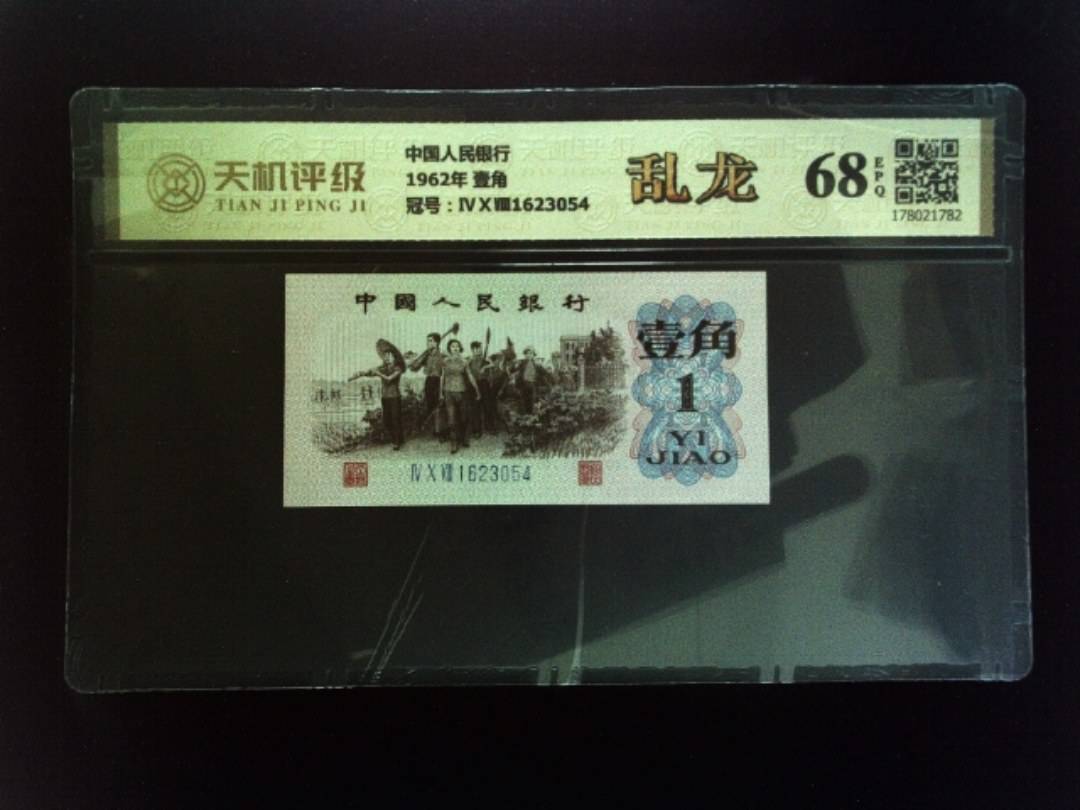 天机评级
TIAN JI PING JI
中国人民银行
1962年 壹角
冠号：ⅣⅩⅧ1623054
乱龙
68
EPQ
178021782
中國人民銀行
壹角
1
YI
JIAO
ⅣⅩⅧ1623054